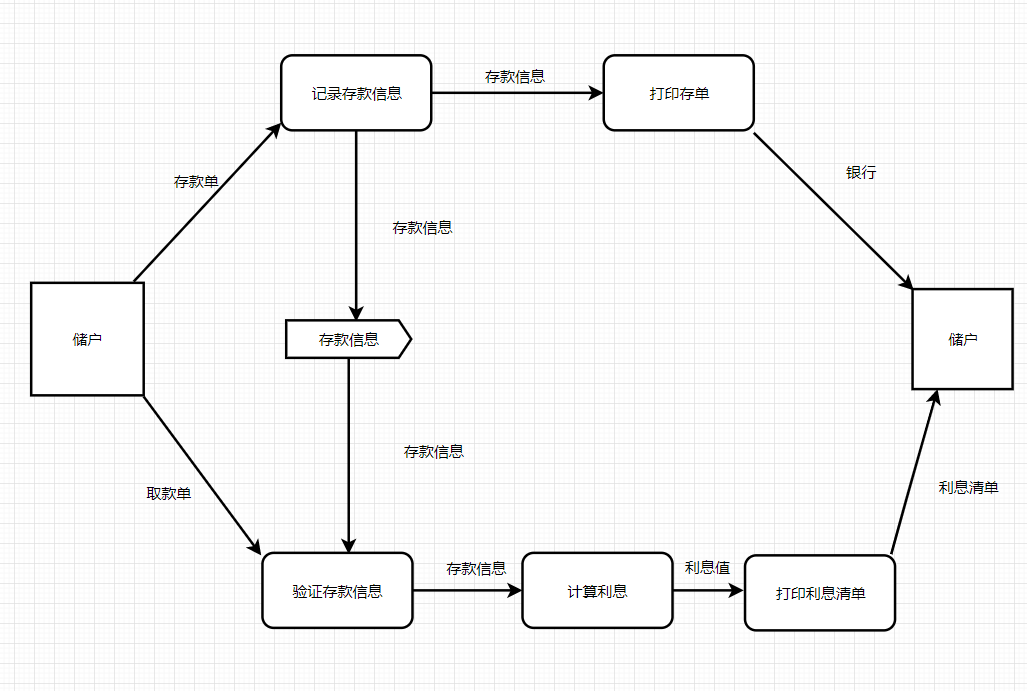 存款信息
记录存款信息
打印存单
银行
存款单
存款信息
储户
存款信息
储户
存款信息
取款单
利息清单
存款信息
利息值
验证存款信息
计算利息
打印利息清单